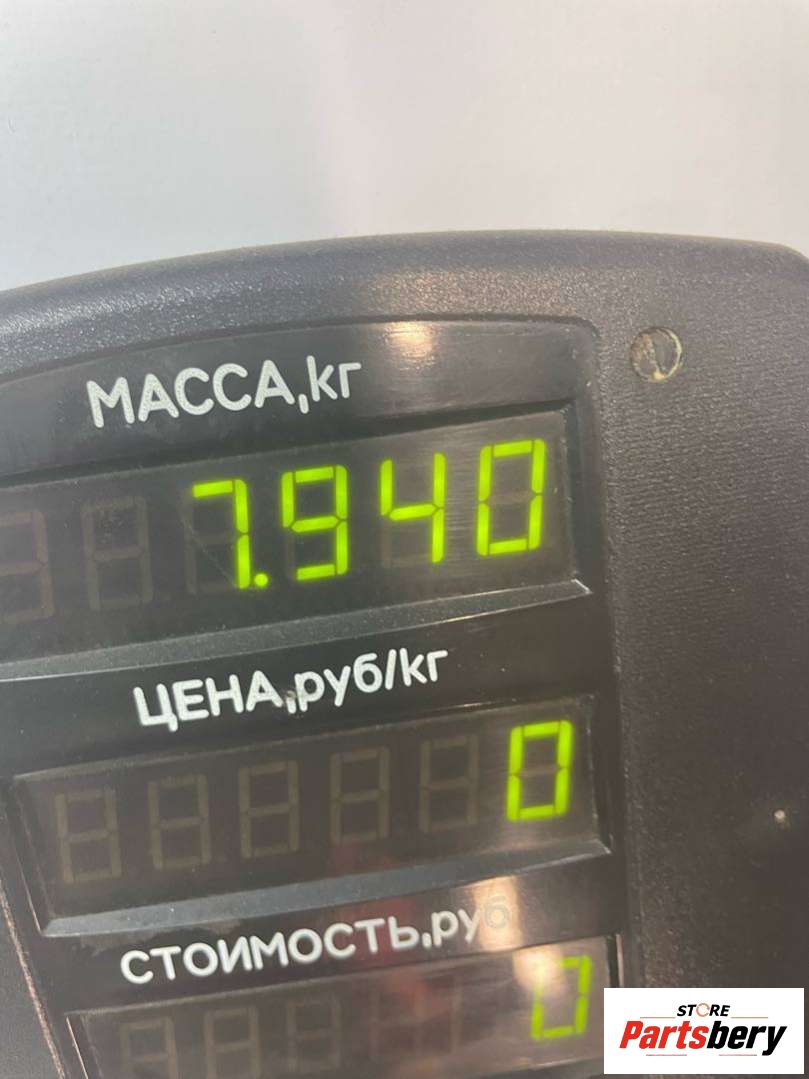 МАССА,кг
7.940
ЦЕНА,руб/кг
0
СТОИМОСТЬ,руб
0
STORE
Partsbery